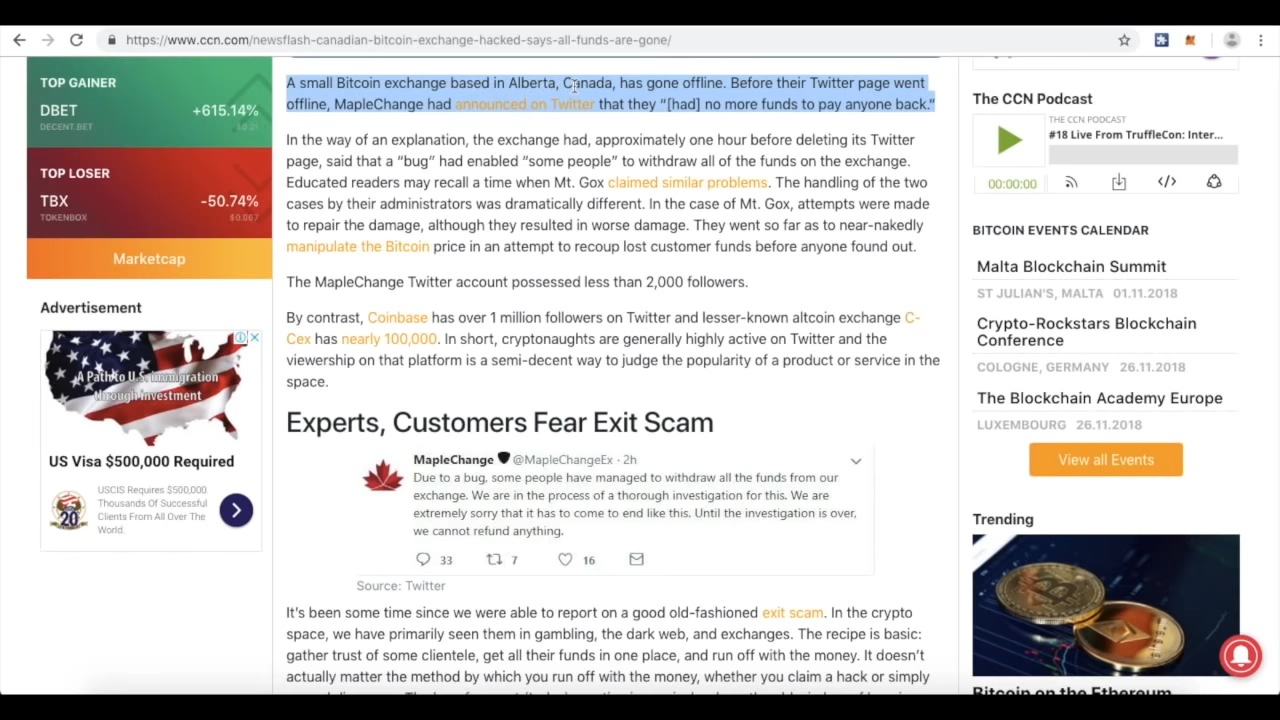 https://www.ccn.com/newsflash-canadian-bitcoin-exchange-hacked-says-all-funds-are-gone/
TOP GAINER
DBET
+615.14%
DECENT.BET
$0.21
TOP LOSER
TBX
-50.74%
TOKENBOX
$0.067
Marketcap
Advertisement
A Path to U.S. Immigration
through Investment
US Visa $500,000 Required
20
USCIS Requires $500,000.
Thousands Of Successful
Clients From All Over The
World.
A small Bitcoin exchange based in Alberta, Canada, has gone offline. Before their Twitter page went
offline, MapleChange had announced on Twitter that they “[had] no more funds to pay anyone back.”
In the way of an explanation, the exchange had, approximately one hour before deleting its Twitter
page, said that a “bug” had enabled “some people” to withdraw all of the funds on the exchange.
Educated readers may recall a time when Mt. Gox claimed similar problems. The handling of the two
cases by their administrators was dramatically different. In the case of Mt. Gox, attempts were made
to repair the damage, although they resulted in worse damage. They went so far as to near-nakedly
manipulate the Bitcoin price in an attempt to recoup lost customer funds before anyone found out.
The MapleChange Twitter account possessed less than 2,000 followers.
By contrast, Coinbase has over 1 million followers on Twitter and lesser-known altcoin exchange C-
Cex has nearly 100,000. In short, cryptonaughts are generally highly active on Twitter and the
viewership on that platform is a semi-decent way to judge the popularity of a product or service in the
space.
Experts, Customers Fear Exit Scam
MapleChange @MapleChangeEx · 2h
Due to a bug, some people have managed to withdraw all the funds from our
exchange. We are in the process of a thorough investigation for this. We are
extremely sorry that it has to come to end like this. Until the investigation is over,
we cannot refund anything.
33
7
16
Source: Twitter
It's been some time since we were able to report on a good old-fashioned exit scam. In the crypto
space, we have primarily seen them in gambling, the dark web, and exchanges. The recipe is basic:
gather trust of some clientele, get all their funds in one place, and run off with the money. It doesn’t
actually matter the method by which you run off with the money, whether you claim a hack or simply
The CCN Podcast
THE CCN PODCAST
#18 Live From TruffleCon: Inter...
00:00:00
BITCOIN EVENTS CALENDAR
Malta Blockchain Summit
ST JULIAN'S, MALTA 01.11.2018
Crypto-Rockstars Blockchain
Conference
COLOGNE, GERMANY 26.11.2018
The Blockchain Academy Europe
LUXEMBOURG 26.11.2018
View all Events
Trending
Bitcoin on the Ethereum